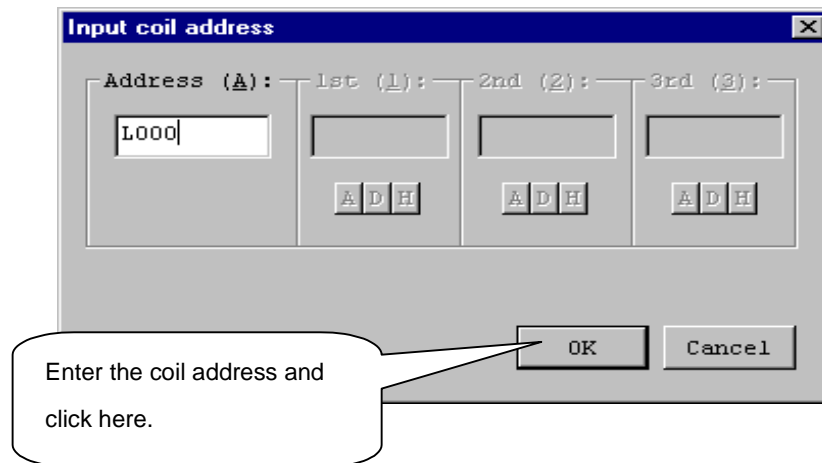 Input coil address
Address (A): 1st (1): 2nd (2): 3rd (3):
L000
A D H A D H A D H
OK Cancel
Enter the coil address and
click here.